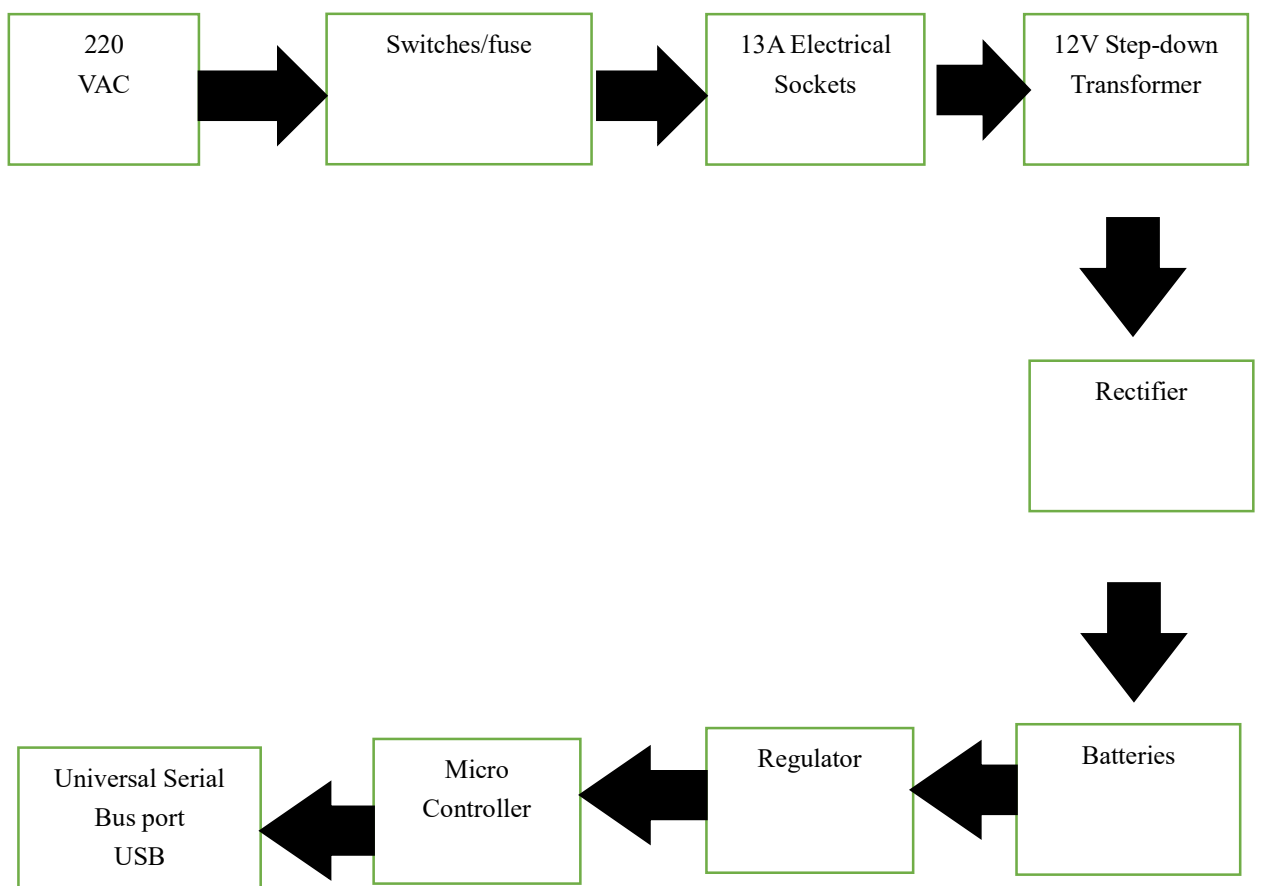 220
VAC
Switches/fuse
13A Electrical
Sockets
12V Step-down
Transformer
Rectifier
Batteries
Regulator
Micro
Controller
Universal Serial
Bus port
USB